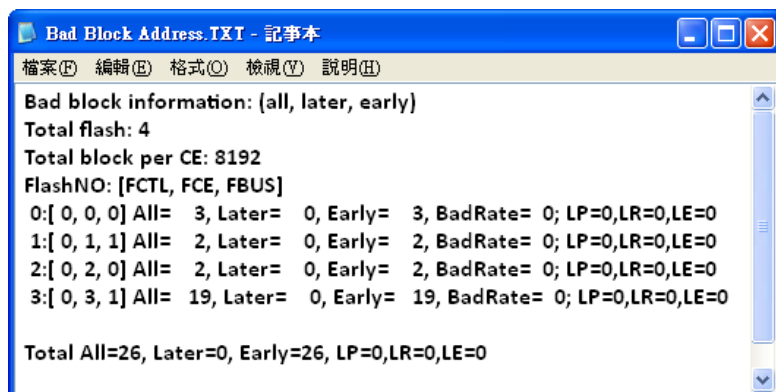 Bad Block Address.TXT - 記事本
檔案(F) 編輯(E) 格式(O) 檢視(V) 說明(H)
Bad block information: (all, later, early)
Total flash: 4
Total block per CE: 8192
FlashNO: [FCTL, FCE, FBUS]
0:[ 0, 0, 0] All= 3, Later= 0, Early= 3, BadRate= 0; LP=0,LR=0,LE=0
1:[ 0, 1, 1] All= 2, Later= 0, Early= 2, BadRate= 0; LP=0,LR=0,LE=0
2:[ 0, 2, 0] All= 2, Later= 0, Early= 2, BadRate= 0; LP=0,LR=0,LE=0
3:[ 0, 3, 1] All= 19, Later= 0, Early= 19, BadRate= 0; LP=0,LR=0,LE=0
Total All=26, Later=0, Early=26, LP=0,LR=0,LE=0